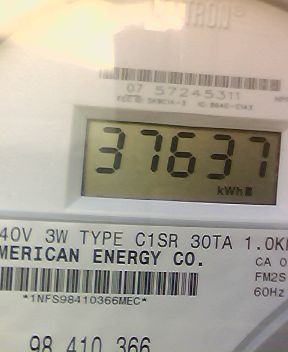 TRON®
07 57245311
37637
kWh
40V 3W TYPE C1SR 30TA 1.0K
MERICAN ENERGY CO.
CA 0
FM2S
60Hz
*1NFS98410366MEC*
98 410 366